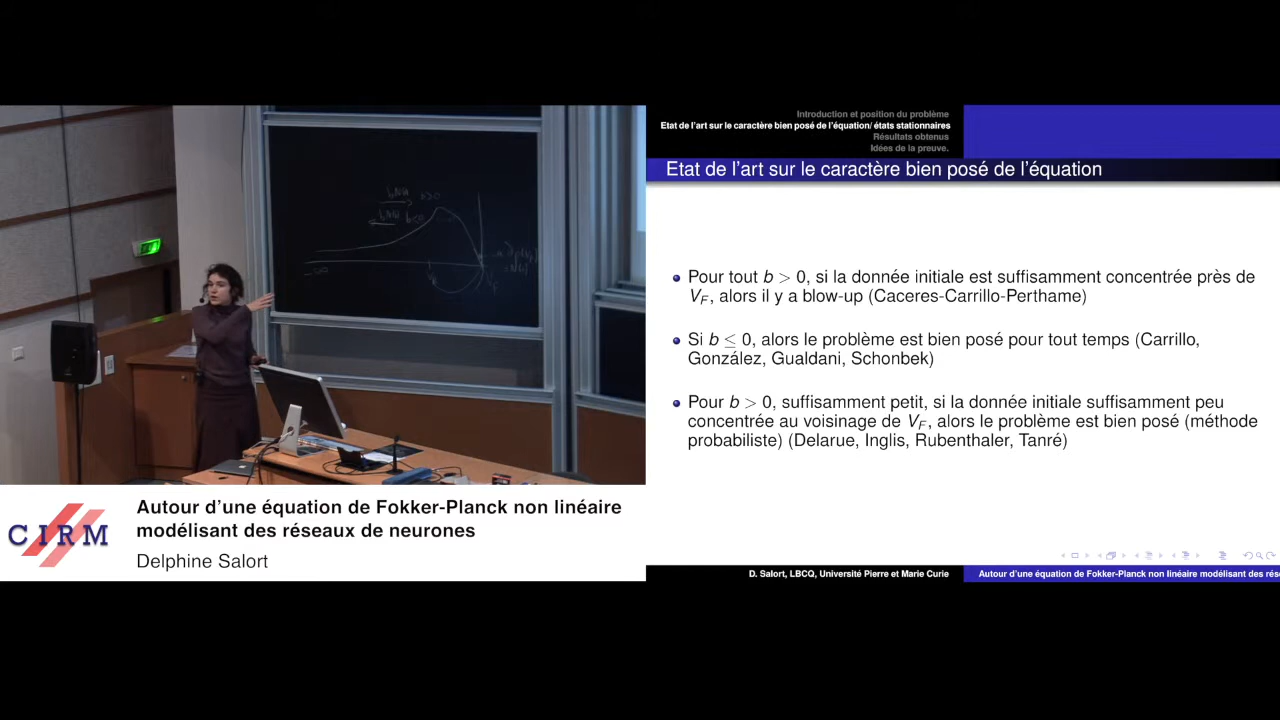 b>0
b<0
-∞
V_F
CIRM
Autour d'une équation de Fokker-Planck non linéaire
modélisant des réseaux de neurones
Delphine Salort
Introduction et position du problème
Etat de l'art sur le caractère bien posé de l'équation/ états stationnaires
Résultats obtenus
Idées de la preuve.
Etat de l'art sur le caractère bien posé de l'équation
Pour tout b > 0, si la donnée initiale est suffisamment concentrée près de
V_F, alors il y a blow-up (Caceres-Carrillo-Perthame)
Si b ≤ 0, alors le problème est bien posé pour tout temps (Carrillo,
González, Gualdani, Schonbek)
Pour b > 0, suffisamment petit, si la donnée initiale suffisamment peu
concentrée au voisinage de V_F, alors le problème est bien posé (méthode
probabiliste) (Delarue, Inglis, Rubenthaler, Tanré)
D. Salort, LBCQ, Université Pierre et Marie Curie
Autour d'une équation de Fokker-Planck non linéaire modélisant des rés